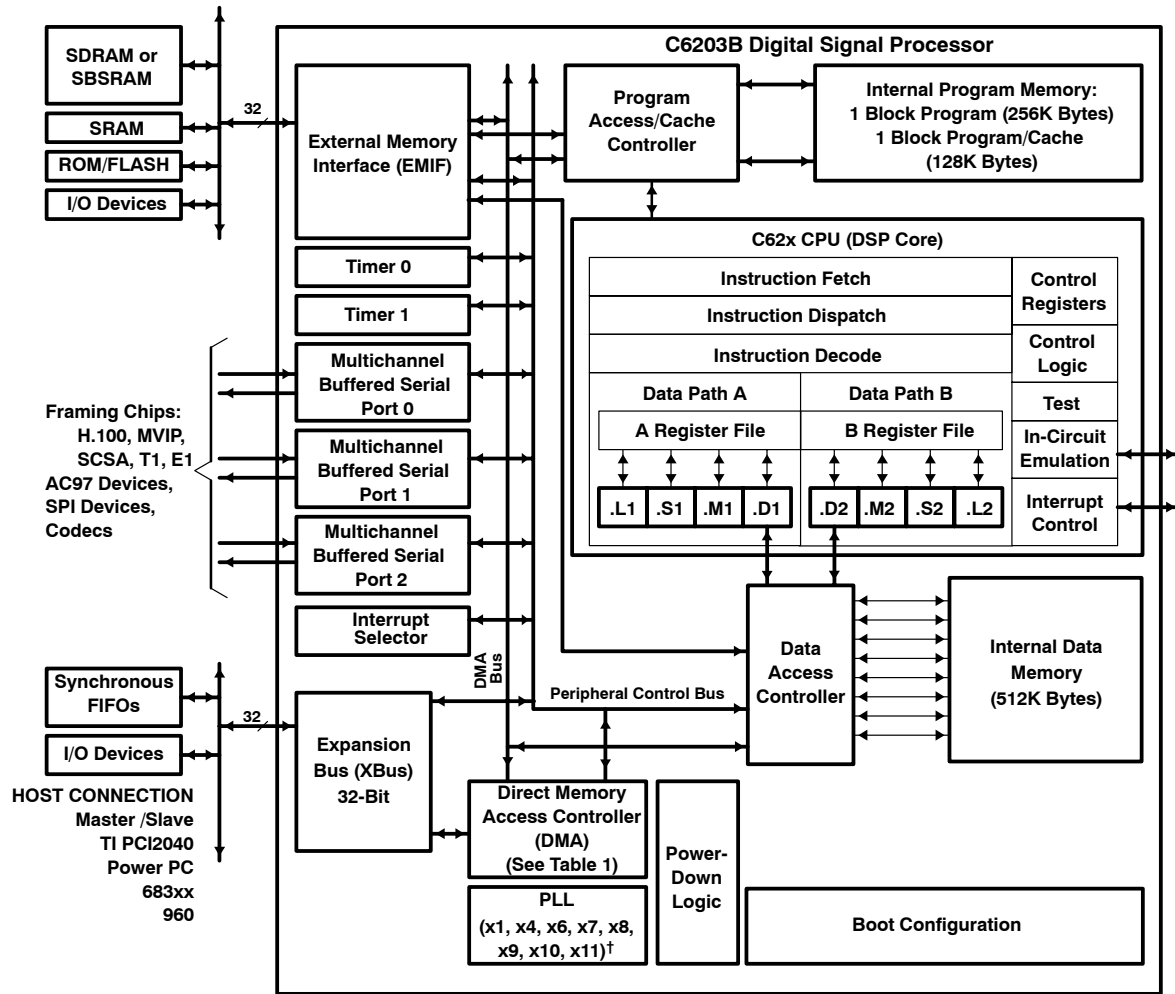 C6203B Digital Signal Processor
SDRAM or
SBSRAM
SRAM
ROM/FLASH
I/O Devices
32
External Memory
Interface (EMIF)
Program
Access/Cache
Controller
Internal Program Memory:
1 Block Program (256K Bytes)
1 Block Program/Cache
(128K Bytes)
Timer 0
Timer 1
Multichannel
Buffered Serial
Port 0
Multichannel
Buffered Serial
Port 1
Multichannel
Buffered Serial
Port 2
Interrupt
Selector
Framing Chips:
H.100, MVIP,
SCSA, T1, E1
AC97 Devices,
SPI Devices,
Codecs
C62x CPU (DSP Core)
Instruction Fetch
Instruction Dispatch
Instruction Decode
Data Path A
Data Path B
A Register File
B Register File
.L1
.S1
.M1
.D1
.D2
.M2
.S2
.L2
Control
Registers
Control
Logic
Test
In-Circuit
Emulation
Interrupt
Control
DMA
Bus
Peripheral Control Bus
Data
Access
Controller
Internal Data
Memory
(512K Bytes)
Synchronous
FIFOs
I/O Devices
32
HOST CONNECTION
Master /Slave
TI PCI2040
Power PC
683xx
960
Expansion
Bus (XBus)
32-Bit
Direct Memory
Access Controller
(DMA)
(See Table 1)
PLL
(x1, x4, x6, x7, x8,
x9, x10, x11)†
Power-
Down
Logic
Boot Configuration